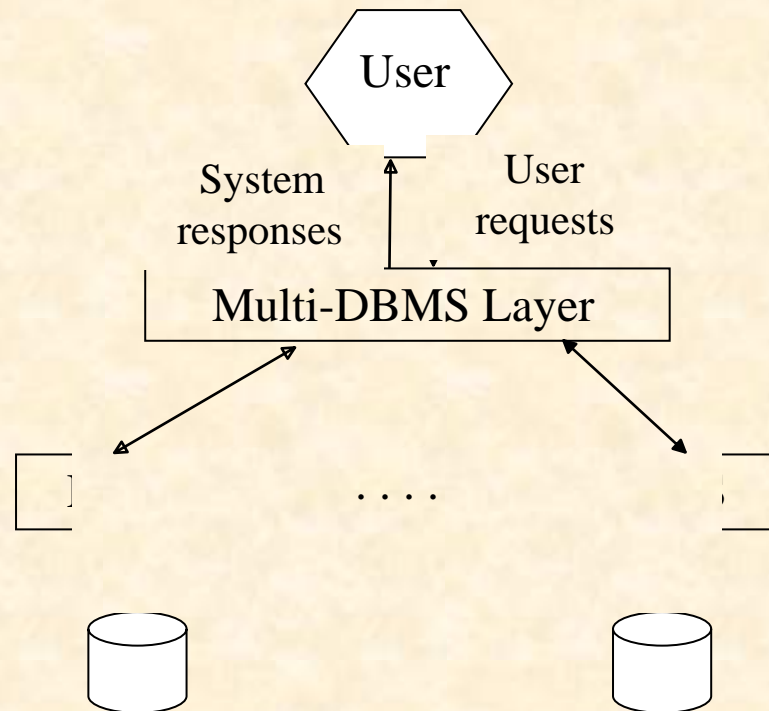 User
System
responses
User
requests
Multi-DBMS Layer
. . . .